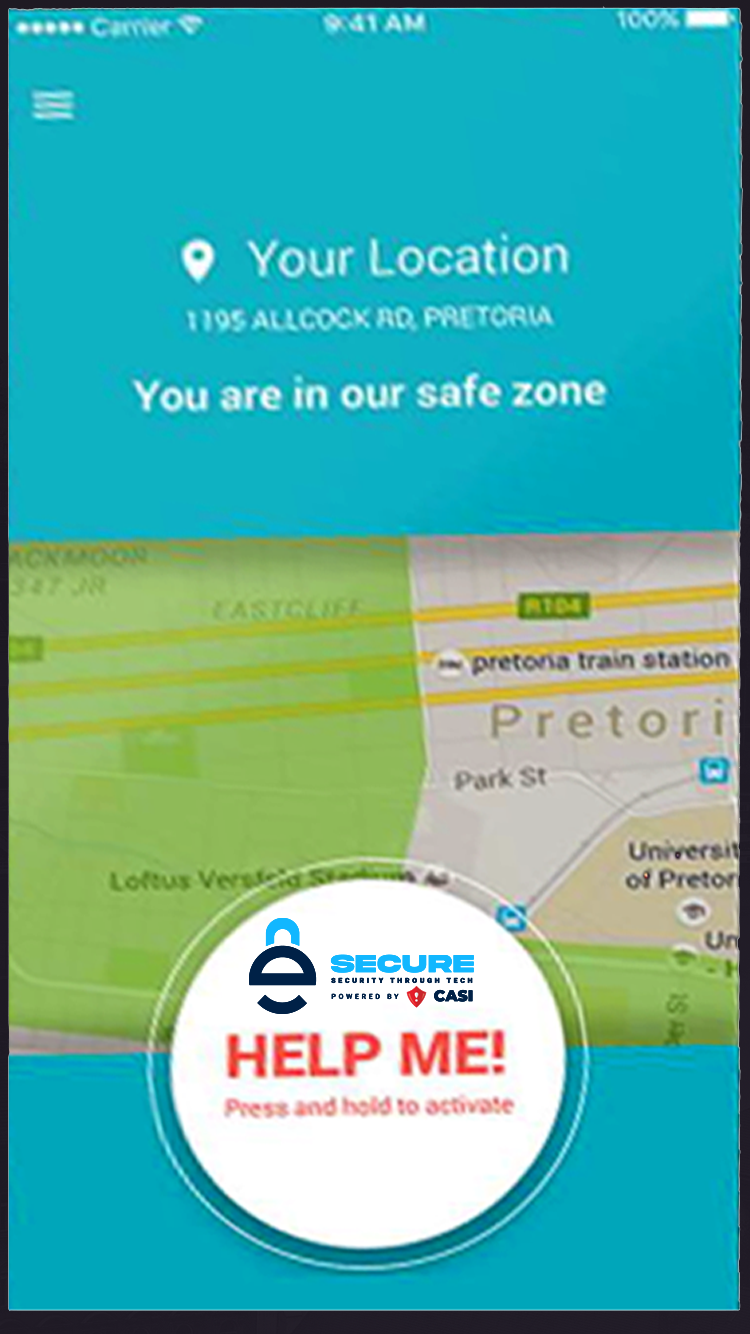 Carrier 9:41 AM 100%
Your Location
1195 ALLCOCK RD, PRETORIA
You are in our safe zone
ACKMOOR
347 JR
EASTCLIFF
R104
pretoria train station
Pretori
Park St
Universit
of Pretori
Loftus Versfeld Stadium
Un
- H
SECURE
SECURITY THROUGH TECH
POWERED BY CASI
HELP ME!
Press and hold to activate